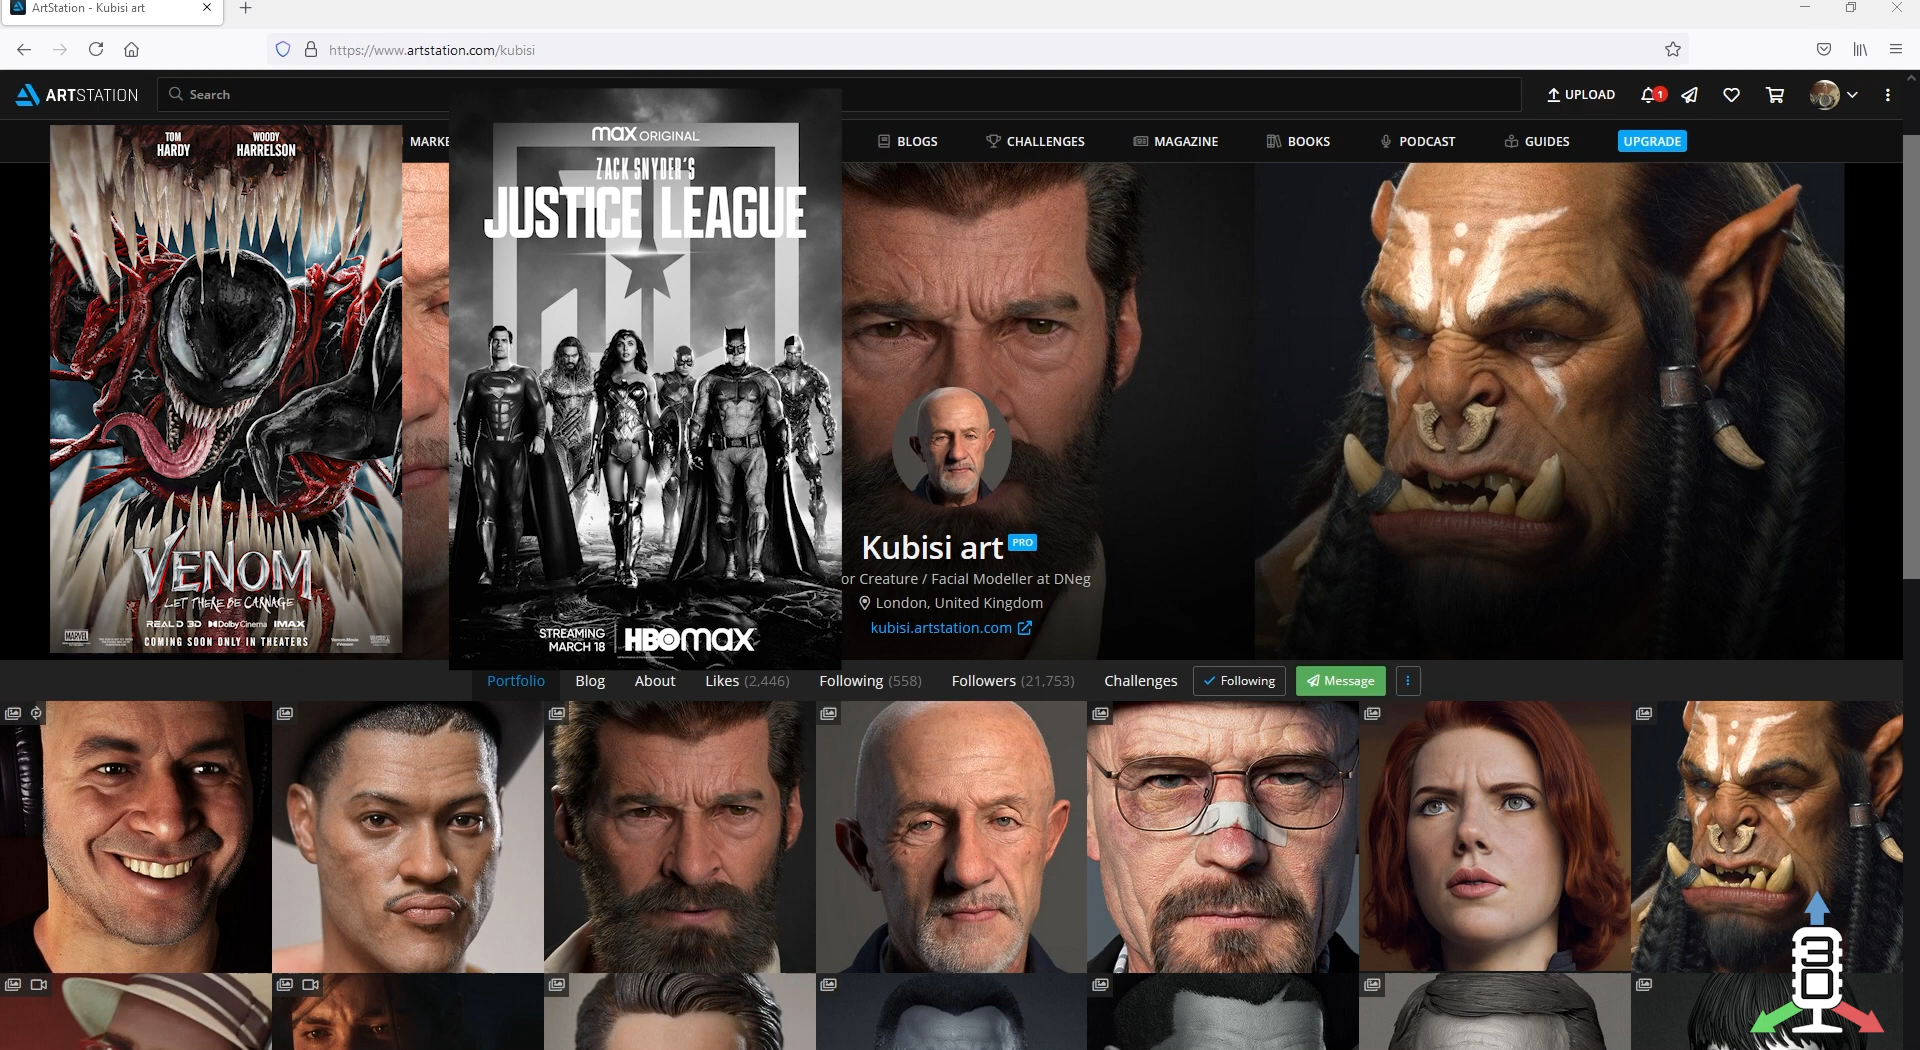 ArtStation - Kubisi art
https://www.artstation.com/kubisi
ARTSTATION
Search
UPLOAD
1
MARKE
BLOGS
CHALLENGES
MAGAZINE
BOOKS
PODCAST
GUIDES
UPGRADE
TOM
HARDY
WOODY
HARRELSON
VENOM
LET THERE BE CARNAGE
REALD 3D
Dolby Cinema
IMAX
MARVEL
COMING SOON ONLY IN THEATERS
max ORIGINAL
ZACK SNYDER'S
JUSTICE LEAGUE
STREAMING
MARCH 18
HBOmax
Kubisi art PRO
or Creature / Facial Modeller at DNeg
London, United Kingdom
kubisi.artstation.com
Portfolio
Blog
About
Likes (2,446)
Following (558)
Followers (21,753)
Challenges
Following
Message
3D